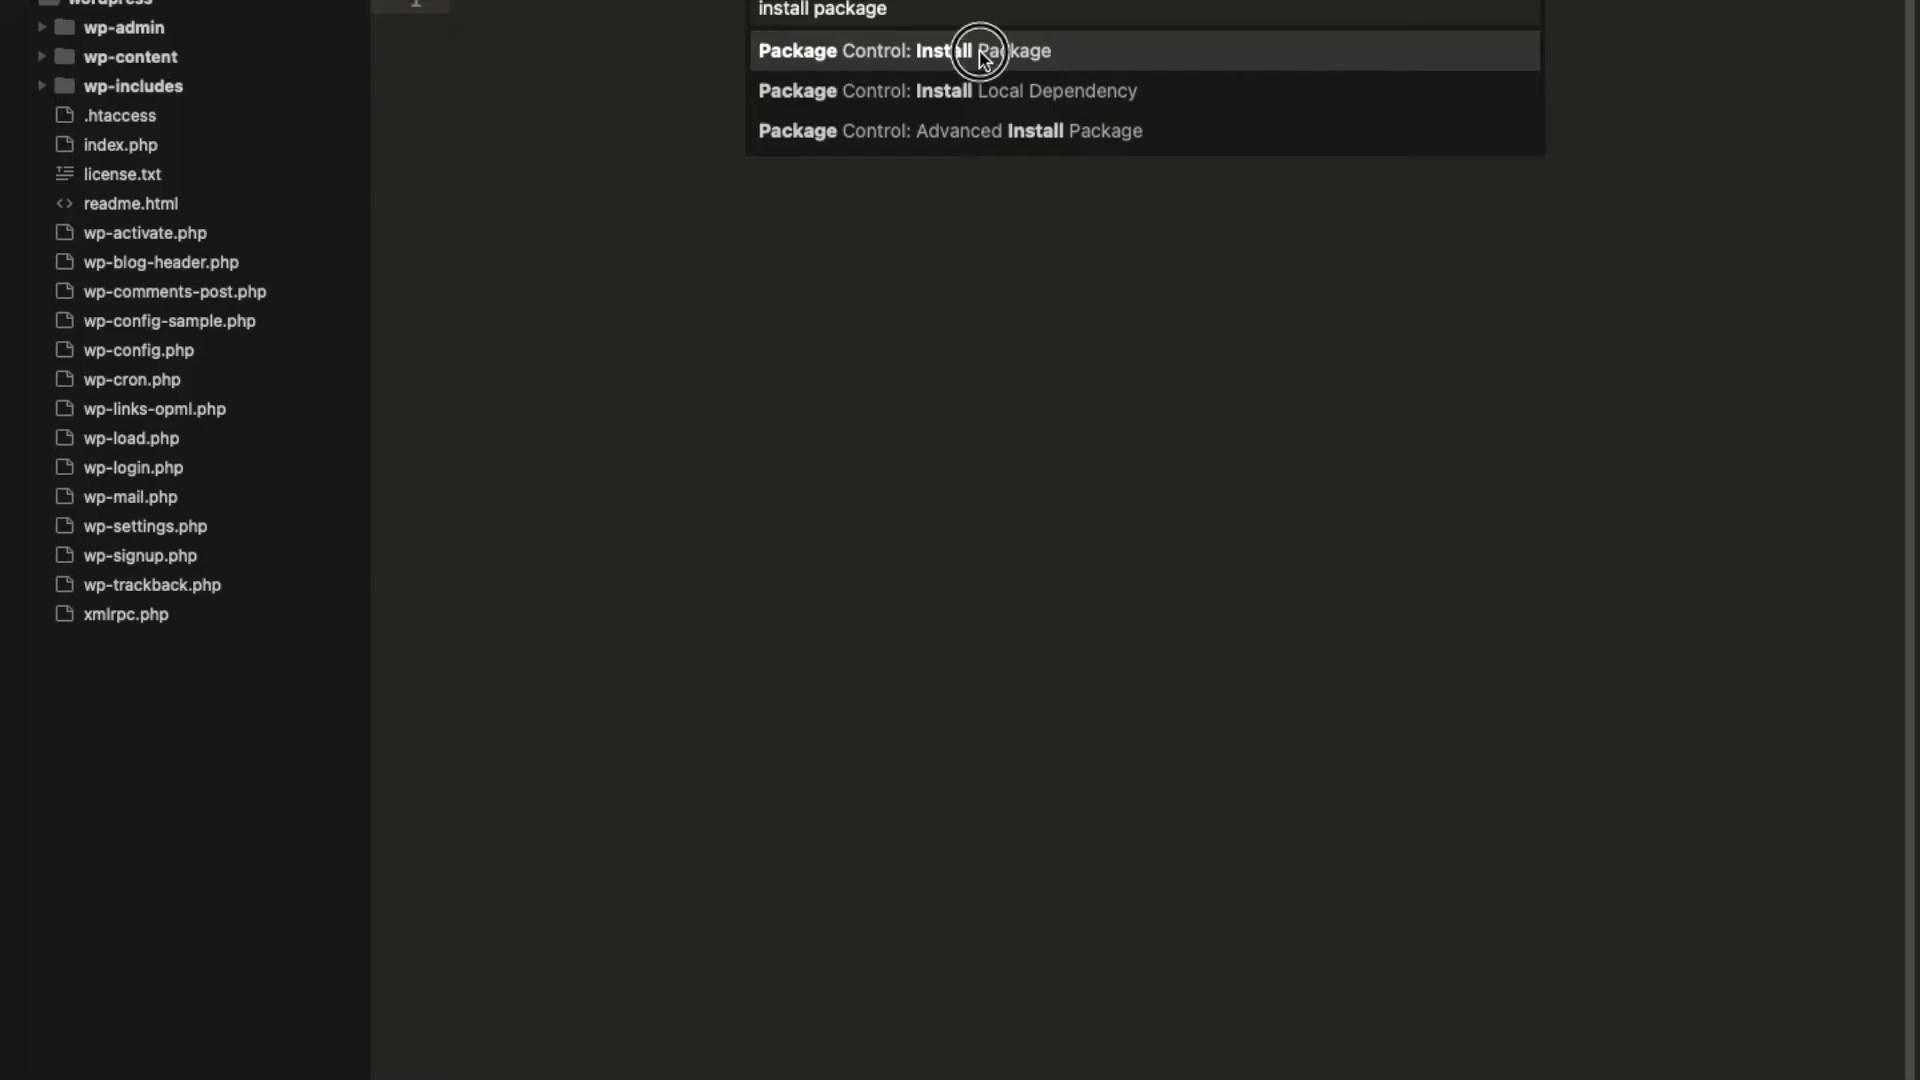 wordpress
wp-admin
wp-content
wp-includes
.htaccess
index.php
license.txt
readme.html
wp-activate.php
wp-blog-header.php
wp-comments-post.php
wp-config-sample.php
wp-config.php
wp-cron.php
wp-links-opml.php
wp-load.php
wp-login.php
wp-mail.php
wp-settings.php
wp-signup.php
wp-trackback.php
xmlrpc.php
1
install package
Package Control: Install Package
Package Control: Install Local Dependency
Package Control: Advanced Install Package